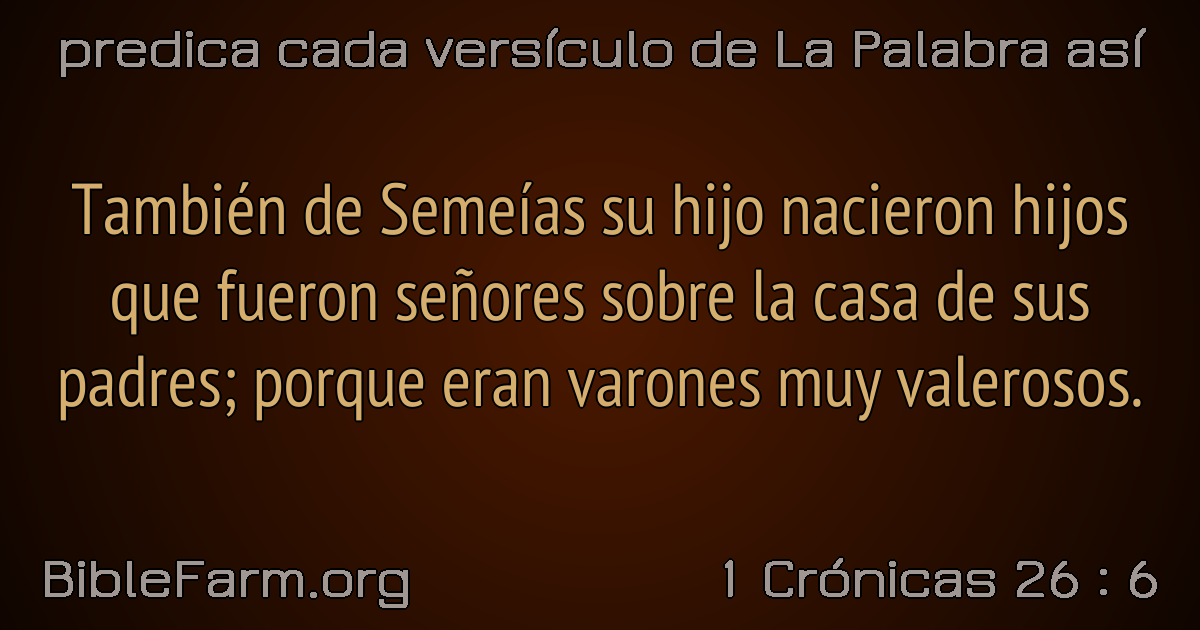 predica cada versículo de La Palabra así
También de Semeías su hijo nacieron hijos
que fueron señores sobre la casa de sus
padres; porque eran varones muy valerosos.
BibleFarm.org
1 Crónicas 26 : 6